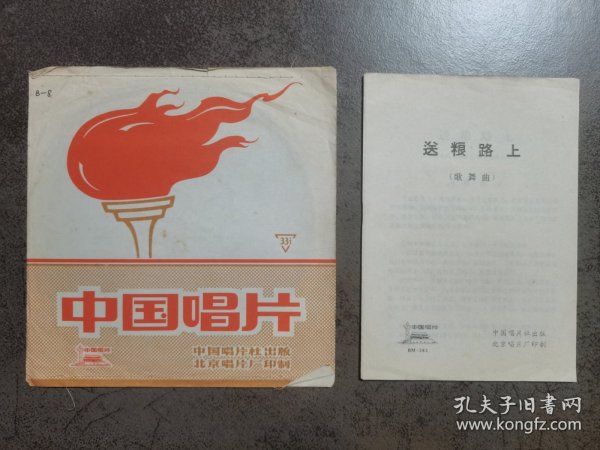 B-8
33⅓
中国唱片
中国唱片
中国唱片社出版
北京唱片厂印制
送粮路上
(歌舞曲)
中国唱片
BM-181
中国唱片社出版
北京唱片厂印制
孔夫子旧书网
www.kongfz.com